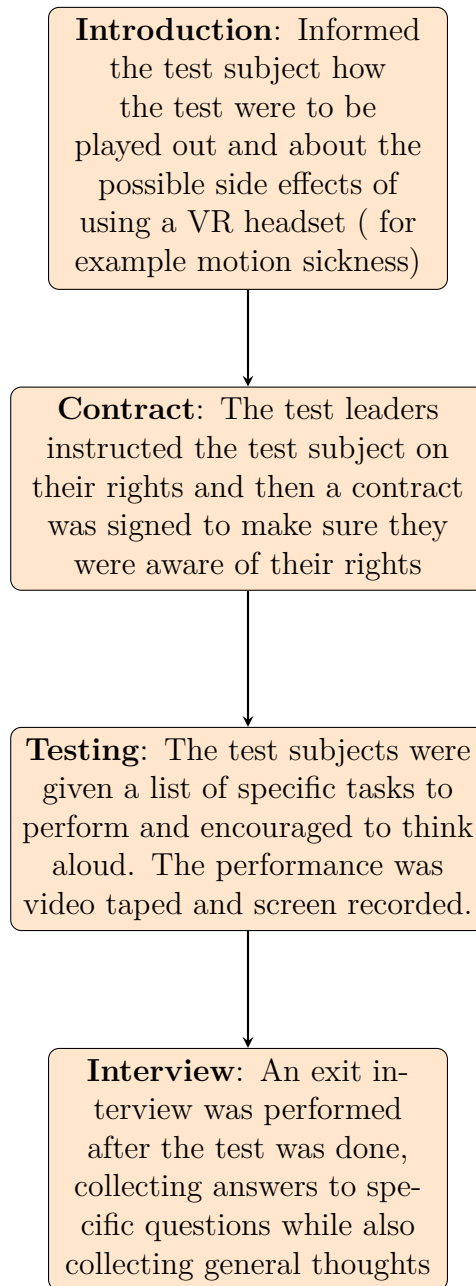 Introduction: Informed
the test subject how
the test were to be
played out and about the
possible side effects of
using a VR headset ( for
example motion sickness)
Contract: The test leaders
instructed the test subject on
their rights and then a contract
was signed to make sure they
were aware of their rights
Testing: The test subjects were
given a list of specific tasks to
perform and encouraged to think
aloud. The performance was
video taped and screen recorded.
Interview: An exit in-
terview was performed
after the test was done,
collecting answers to spe-
cific questions while also
collecting general thoughts